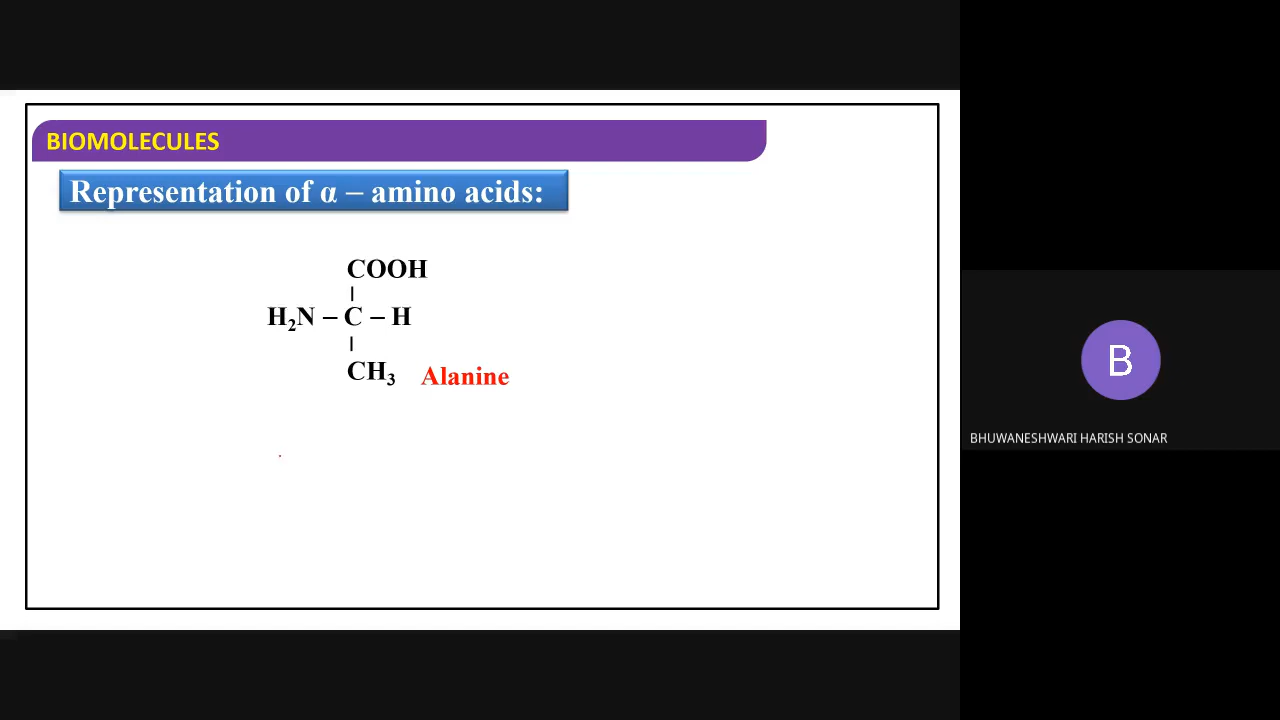 BIOMOLECULES
Representation of α – amino acids:
COOH
H₂N – C – H
CH₃ Alanine
B
BHUWANESHWARI HARISH SONAR